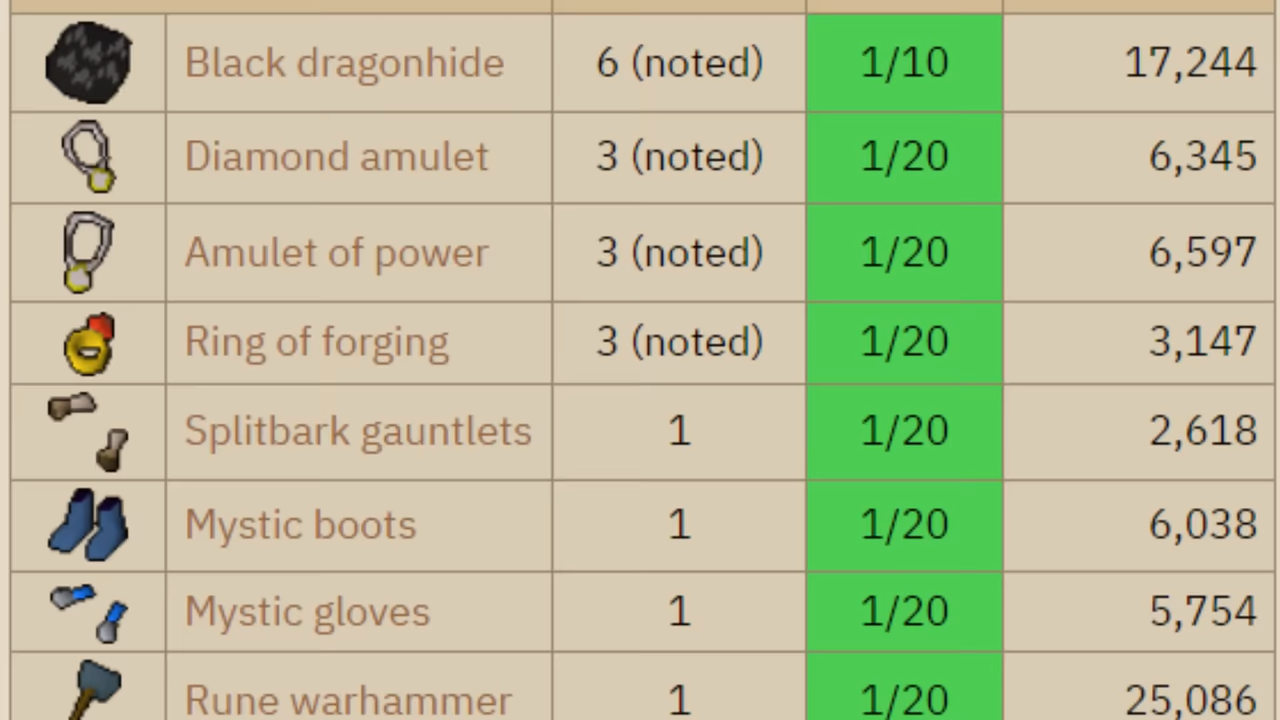 Black dragonhide 6 (noted) 1/10 17,244
Diamond amulet 3 (noted) 1/20 6,345
Amulet of power 3 (noted) 1/20 6,597
Ring of forging 3 (noted) 1/20 3,147
Splitbark gauntlets 1 1/20 2,618
Mystic boots 1 1/20 6,038
Mystic gloves 1 1/20 5,754
Rune warhammer 1 1/20 25,086